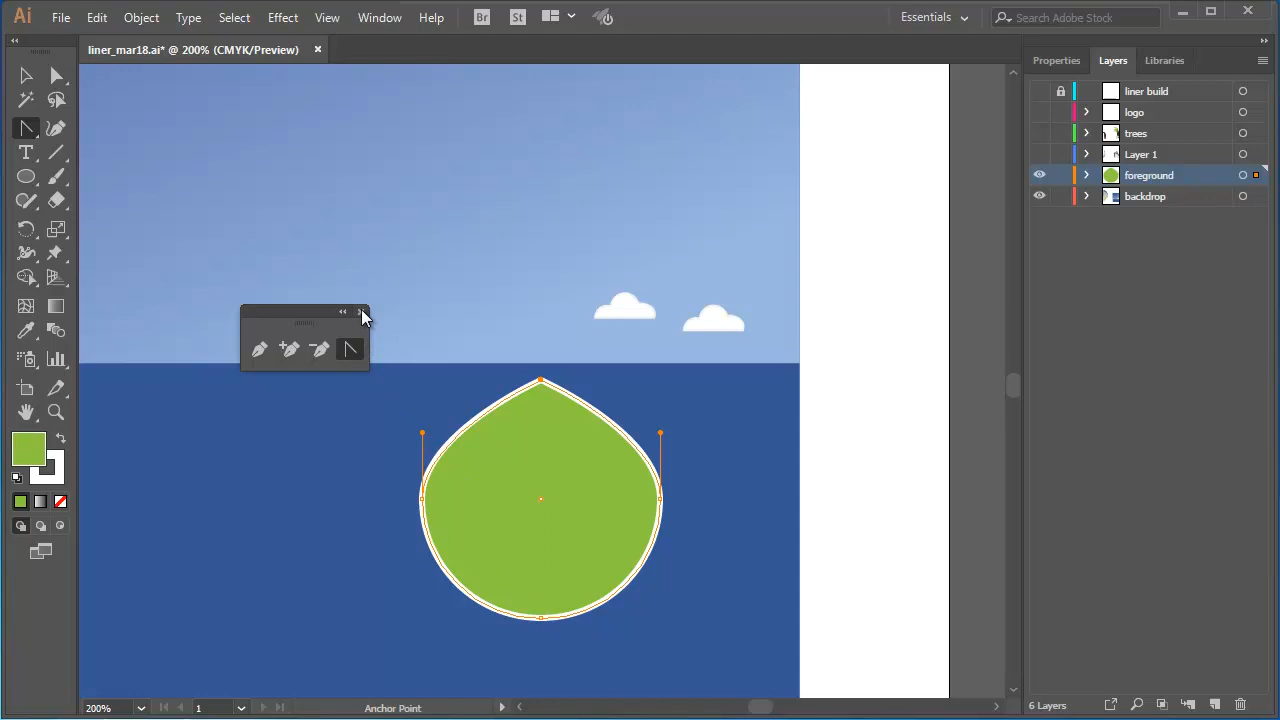 Ai File Edit Object Type Select Effect View Window Help Br St Essentials Search Adobe Stock
liner_mar18.ai* @ 200% (CMYK/Preview)
Properties Layers Libraries
liner build
logo
trees
Layer 1
foreground
backdrop
200% 1 Anchor Point 6 Layers